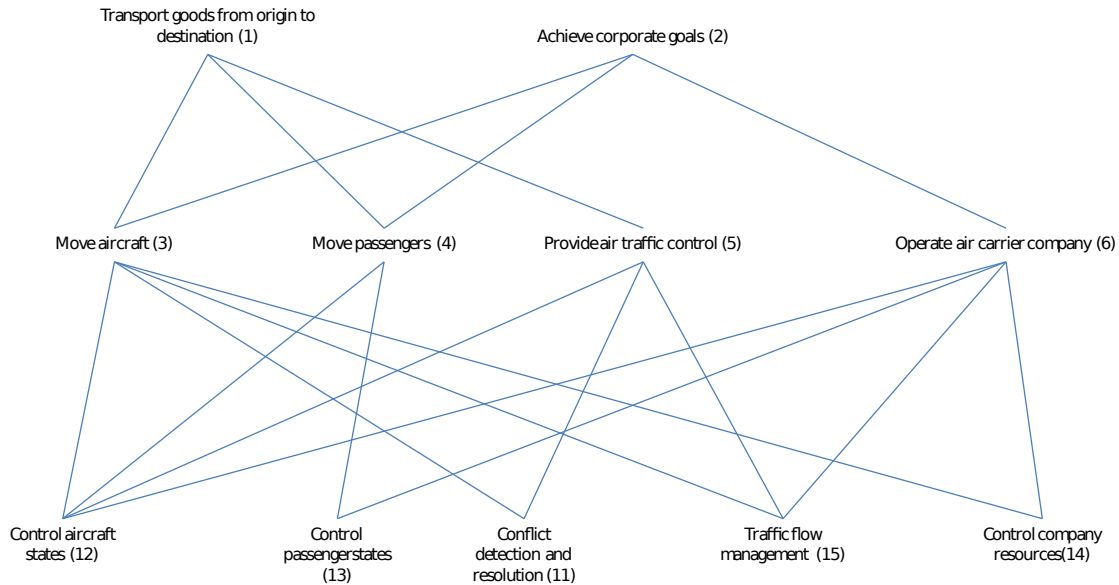 Transport goods from origin to
destination (1)
Achieve corporate goals (2)
Move aircraft (3)
Move passengers (4)
Provide air traffic control (5)
Operate air carrier company (6)
Control aircraft
states (12)
Control
passengerstates
(13)
Conflict
detection and
resolution (11)
Traffic flow
management (15)
Control company
resources(14)